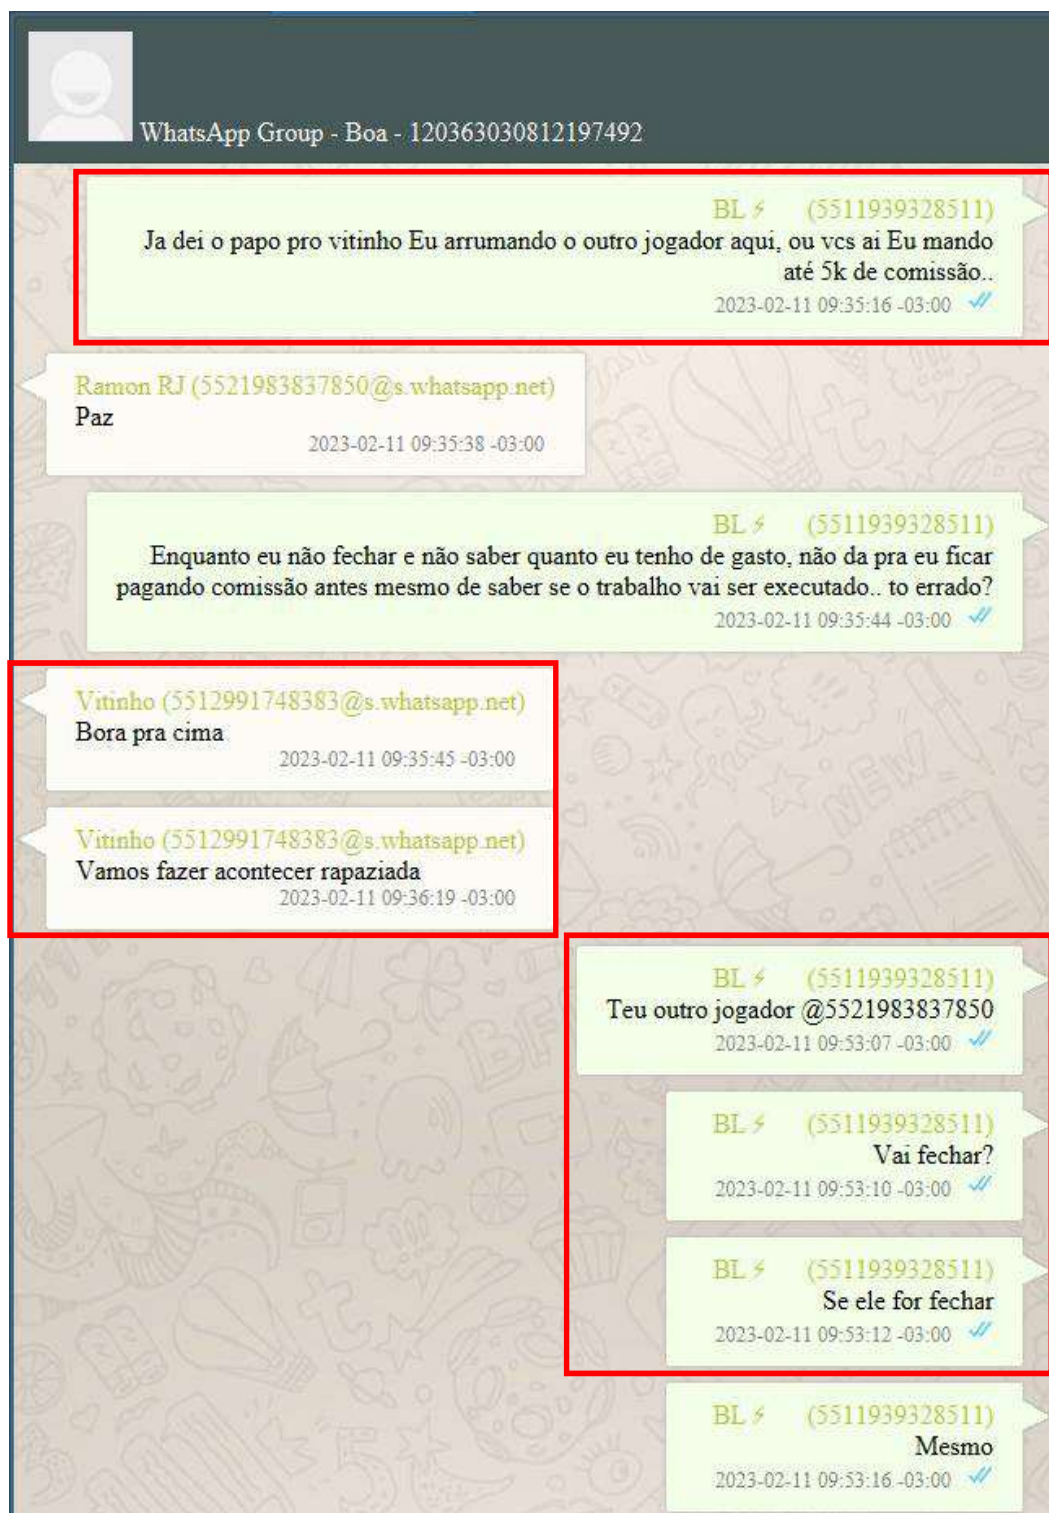 WhatsApp Group - Boa - 120363030812197492
BL ⚡ (5511939328511)
Ja dei o papo pro vitinho Eu arrumando o outro jogador aqui, ou vcs ai Eu mando
até 5k de comissão..
2023-02-11 09:35:16 -03:00
Ramon RJ (5521983837850@s.whatsapp.net)
Paz
2023-02-11 09:35:38 -03:00
BL ⚡ (5511939328511)
Enquanto eu não fechar e não saber quanto eu tenho de gasto, não da pra eu ficar
pagando comissão antes mesmo de saber se o trabalho vai ser executado.. to errado?
2023-02-11 09:35:44 -03:00
Vitinho (5512991748383@s.whatsapp.net)
Bora pra cima
2023-02-11 09:35:45 -03:00
Vitinho (5512991748383@s.whatsapp.net)
Vamos fazer acontecer rapaziada
2023-02-11 09:36:19 -03:00
BL ⚡ (5511939328511)
Teu outro jogador @5521983837850
2023-02-11 09:53:07 -03:00
BL ⚡ (5511939328511)
Vai fechar?
2023-02-11 09:53:10 -03:00
BL ⚡ (5511939328511)
Se ele for fechar
2023-02-11 09:53:12 -03:00
BL ⚡ (5511939328511)
Mesmo
2023-02-11 09:53:16 -03:00